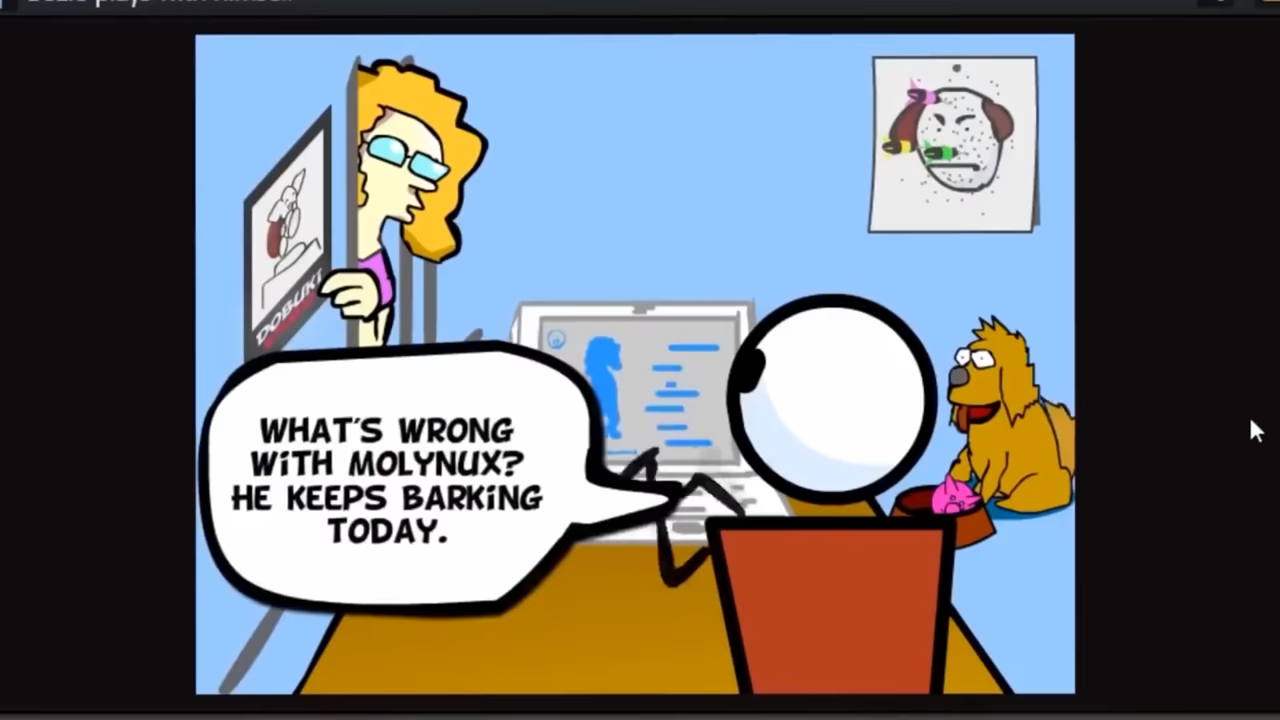 DOBUKI
WHAT'S WRONG
WITH MOLYNUX?
HE KEEPS BARKING
TODAY.